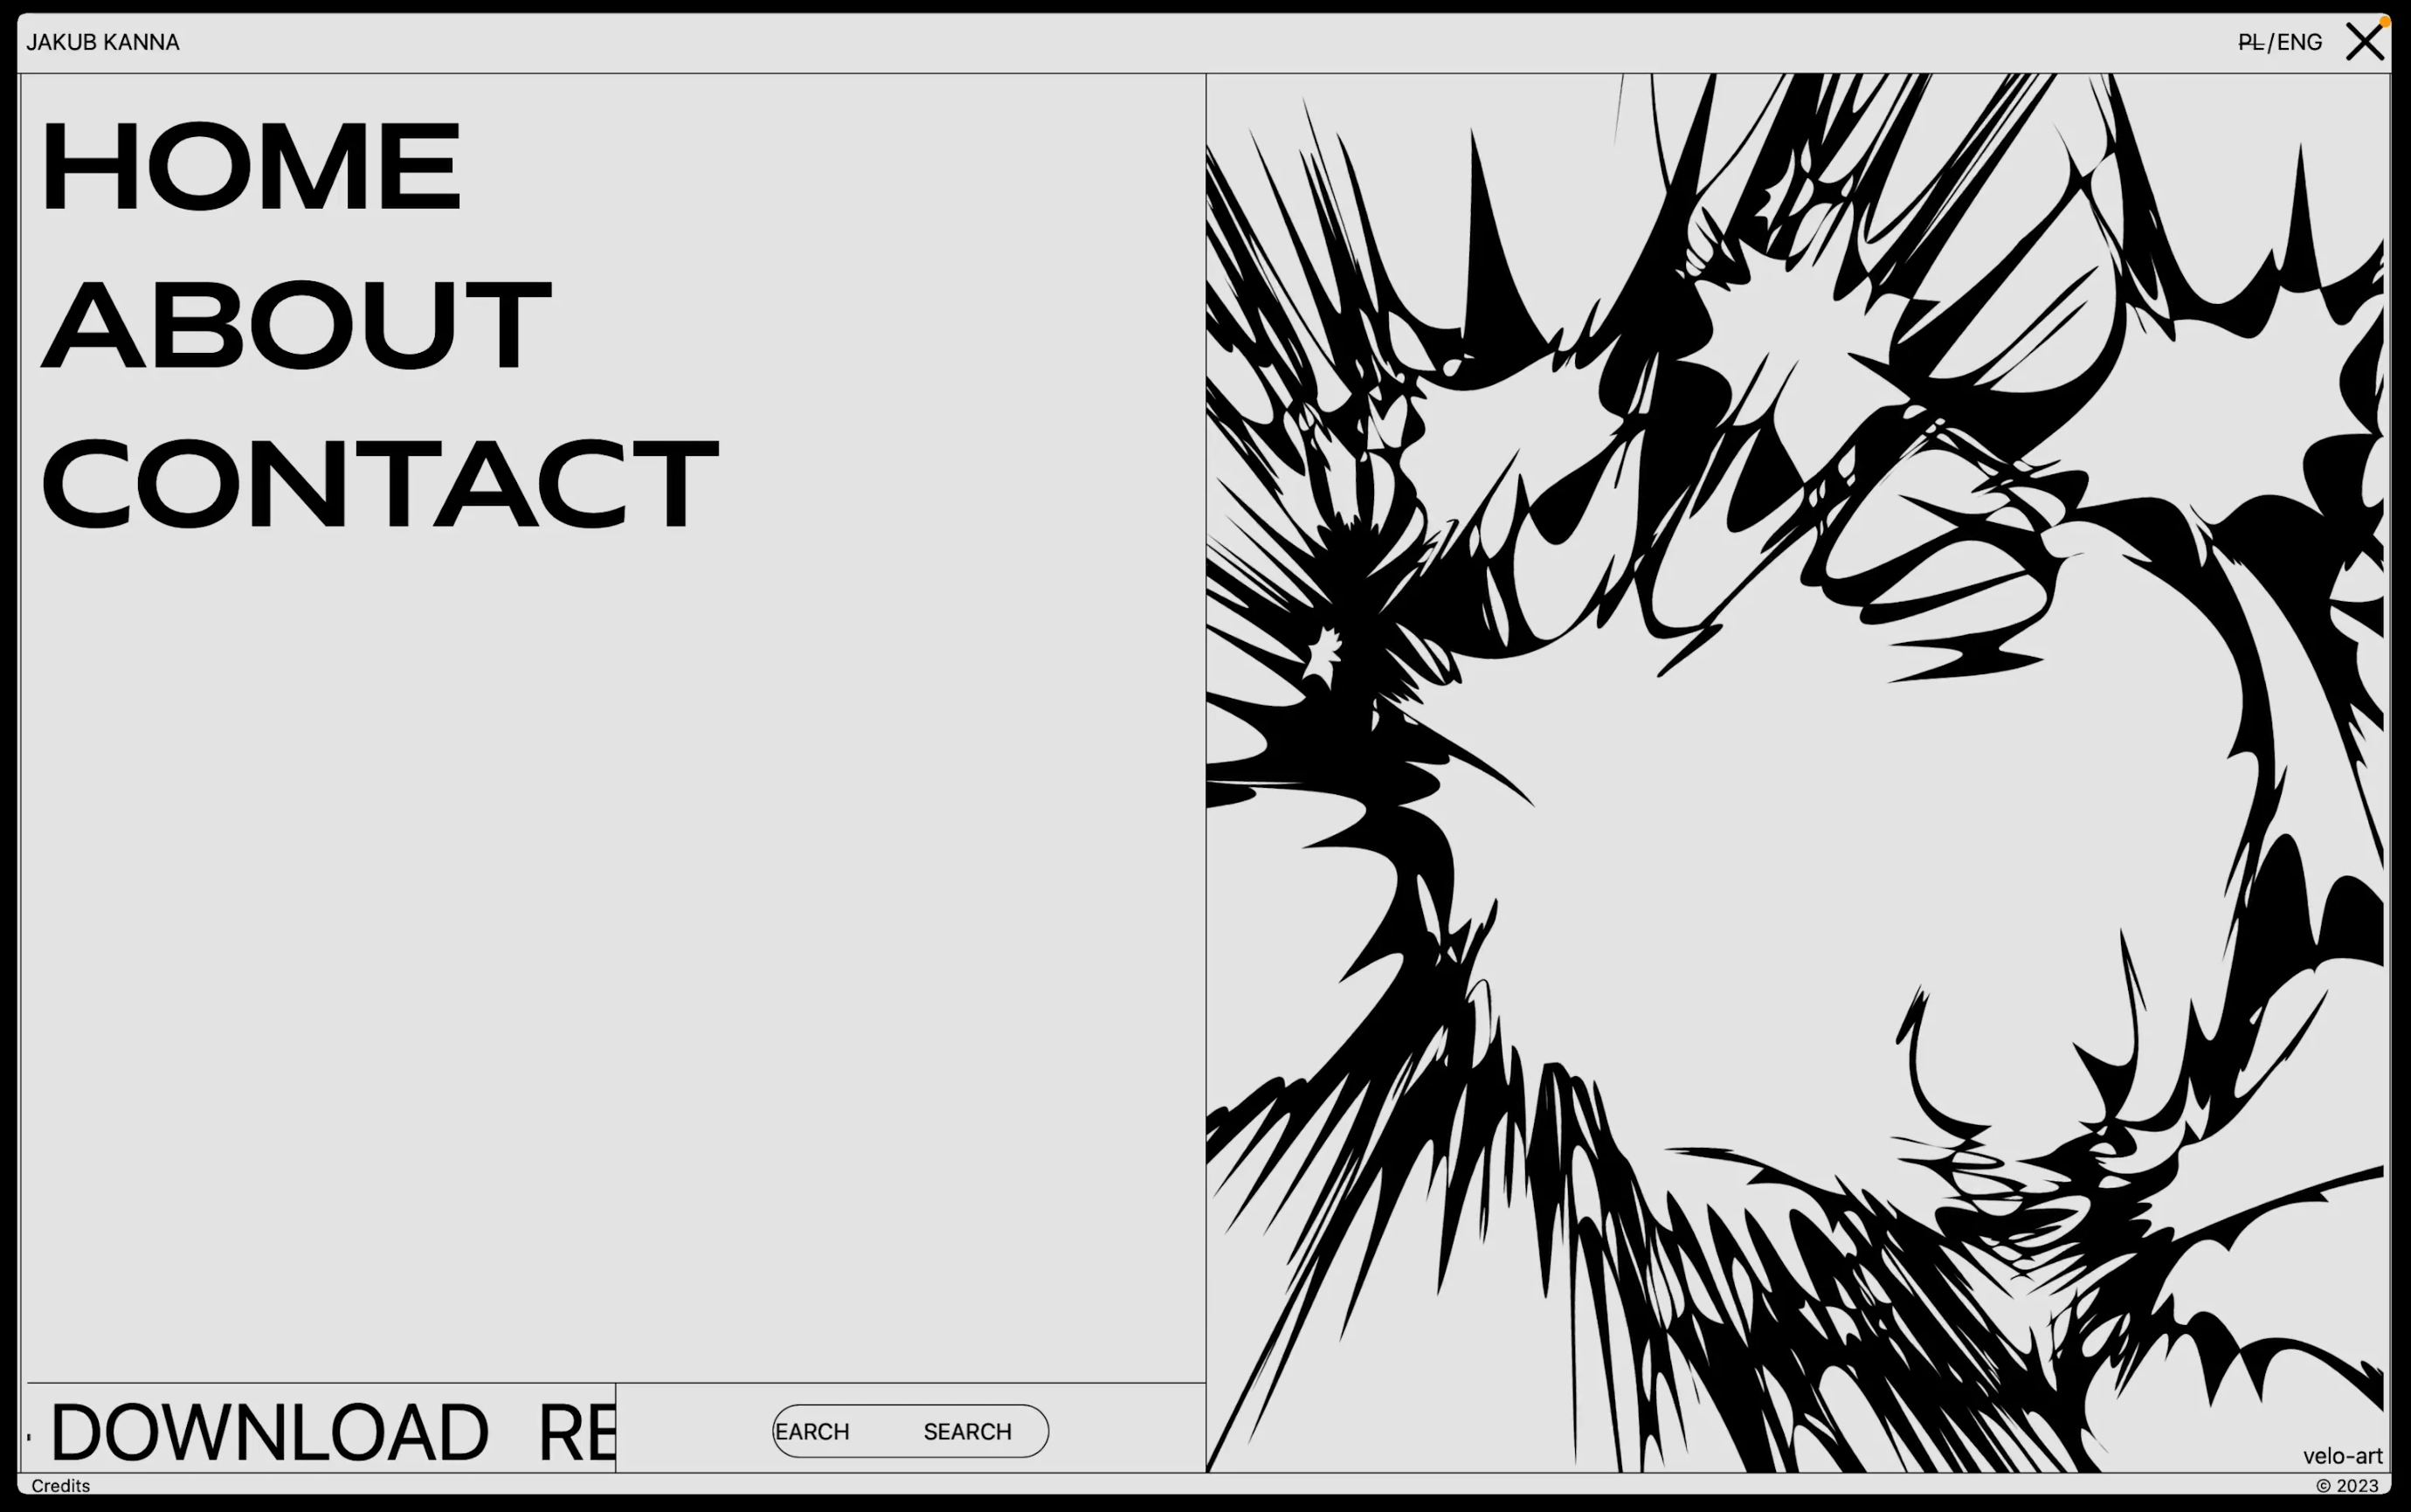 JAKUB KANNA
PL/ENG
HOME
ABOUT
CONTACT
DOWNLOAD RE
EARCH SEARCH
velo-art
Credits
© 2023